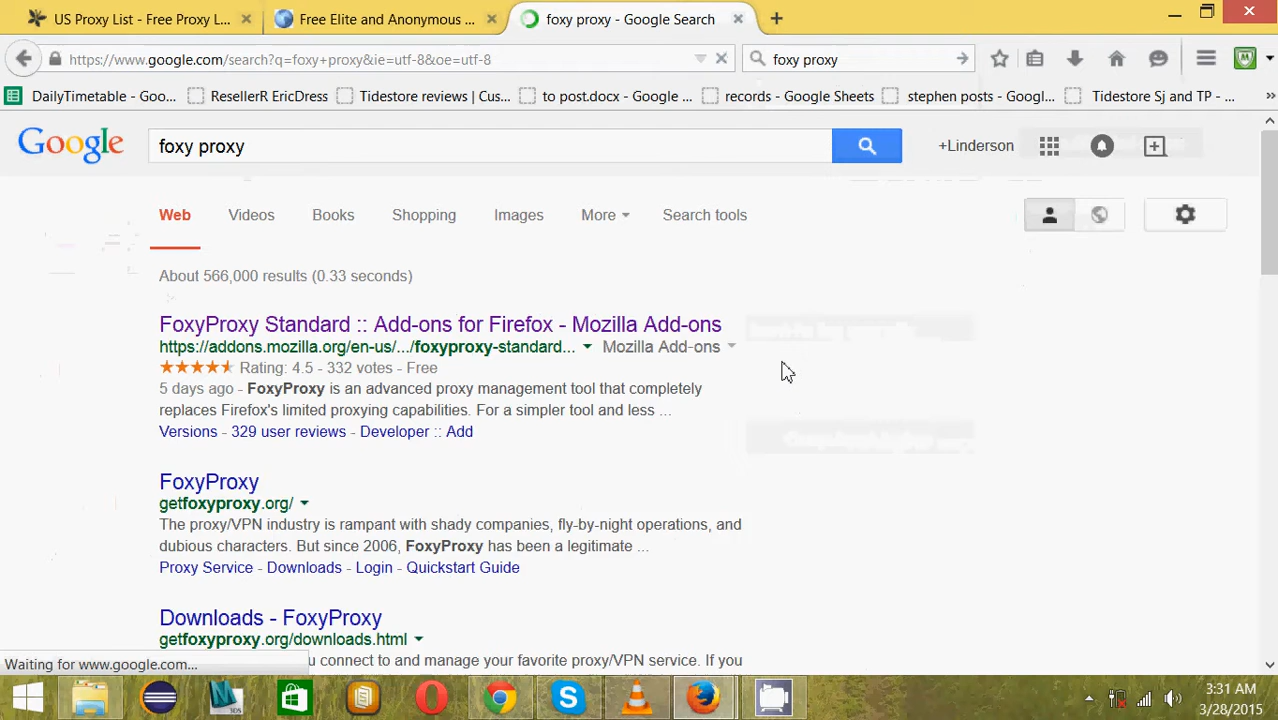 US Proxy List - Free Proxy L...
Free Elite and Anonymous ...
foxy proxy - Google Search
https://www.google.com/search?q=foxy+proxy&ie=utf-8&oe=utf-8
foxy proxy
DailyTimetable - Goo...
ResellerR EricDress
Tidestore reviews | Cus...
to post.docx - Google ...
records - Google Sheets
stephen posts - Googl...
Tidestore Sj and TP - ...
Google
foxy proxy
+Linderson
Web
Videos
Books
Shopping
Images
More
Search tools
About 566,000 results (0.33 seconds)
FoxyProxy Standard :: Add-ons for Firefox - Mozilla Add-ons
https://addons.mozilla.org/en-us/.../foxyproxy-standard... Mozilla Add-ons
Rating: 4.5 - 332 votes - Free
5 days ago - FoxyProxy is an advanced proxy management tool that completely
replaces Firefox's limited proxying capabilities. For a simpler tool and less ...
Versions - 329 user reviews - Developer :: Add
FoxyProxy
getfoxyproxy.org/
The proxy/VPN industry is rampant with shady companies, fly-by-night operations, and
dubious characters. But since 2006, FoxyProxy has been a legitimate ...
Proxy Service - Downloads - Login - Quickstart Guide
Downloads - FoxyProxy
getfoxyproxy.org/downloads.html
u connect to and manage your favorite proxy/VPN service. If you
Waiting for www.google.com...
3DS
3:31 AM
3/28/2015